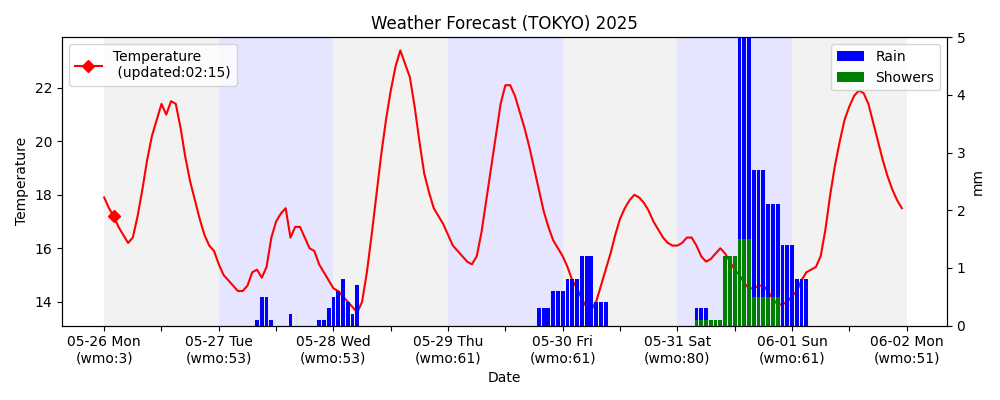 Weather Forecast (TOKYO) 2025
Temperature
(updated:02:15)
Rain
Showers
Temperature
22
20
18
16
14
5
4
3
2
1
0
mm
05-26 Mon
(wmo:3)
05-27 Tue
(wmo:53)
05-28 Wed
(wmo:53)
05-29 Thu
(wmo:61)
05-30 Fri
(wmo:61)
05-31 Sat
(wmo:80)
06-01 Sun
(wmo:61)
06-02 Mon
(wmo:51)
Date